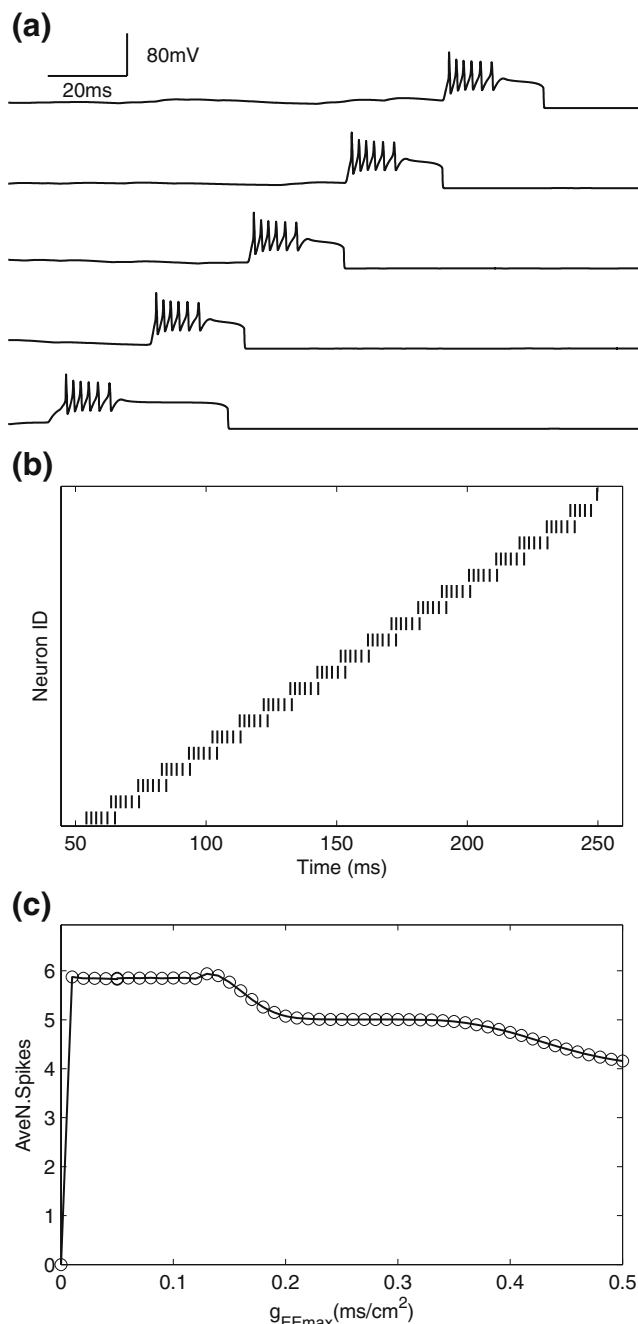 (a)
80mV
20ms
(b)
Neuron ID
50 100 150 200 250
Time (ms)
(c)
6
5
4
3
2
1
0
AveN.Spikes
0 0.1 0.2 0.3 0.4 0.5
g_EEmax(ms/cm²)